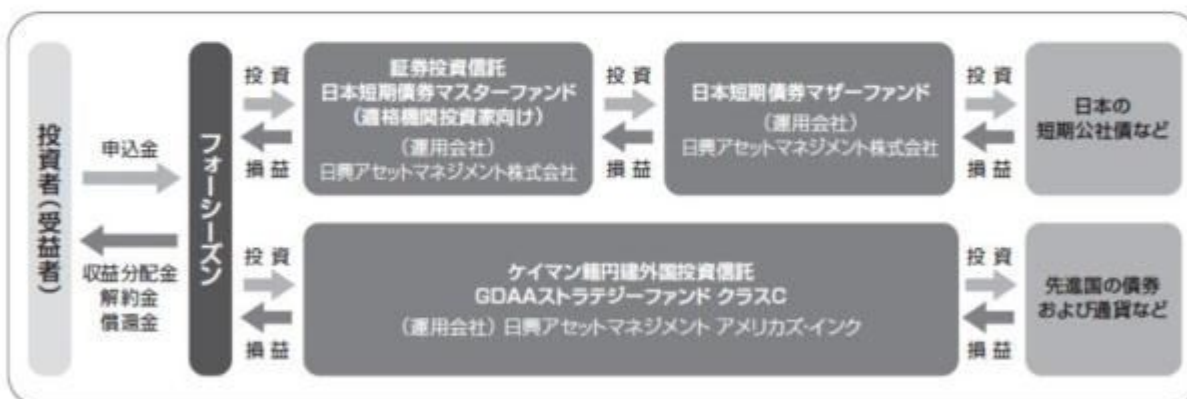 投資者（受益者）
申込金
収益分配金
解約金
償還金
フォーシーズン
投資
損益
証券投資信託
日本短期債券マスターファンド
（適格機関投資家向け）
（運用会社）
日興アセットマネジメント株式会社
投資
損益
日本短期債券マザーファンド
（運用会社）
日興アセットマネジメント株式会社
投資
損益
日本の
短期公社債など
投資
損益
ケイマン籍円建外国投資信託
GDAAストラテジーファンド クラスC
（運用会社）日興アセットマネジメント アメリカズ・インク
投資
損益
先進国の債券
および通貨など